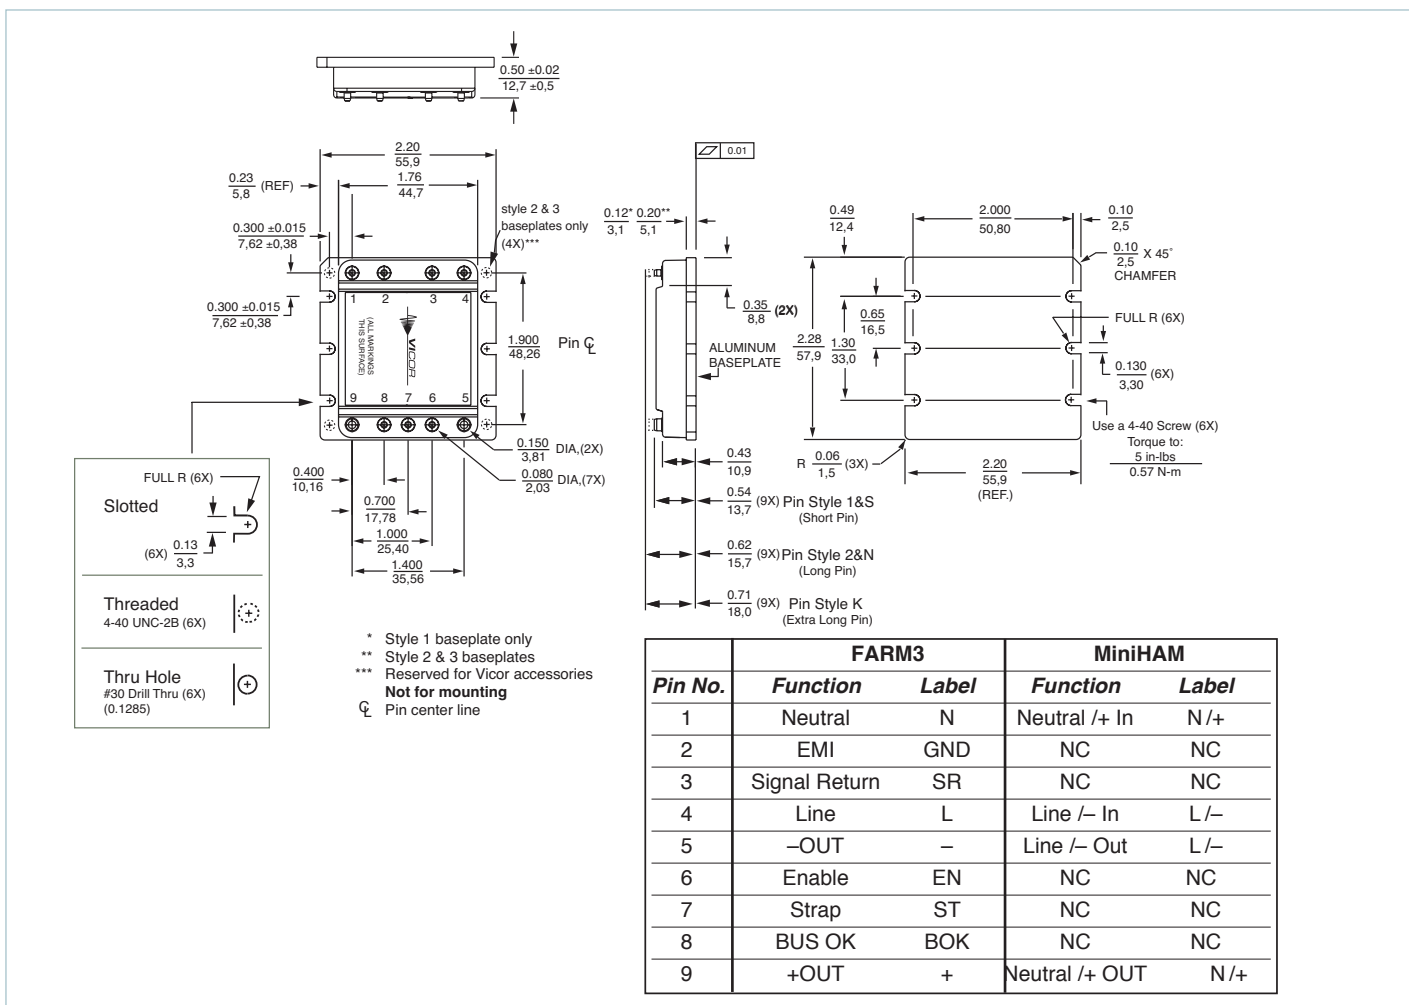 0.50 ±0.02
12,7 ±0,5
2.20
55,9
0.23
5,8
(REF)
1.76
44,7
style 2 & 3
baseplates only
(4X)***
0.300 ±0.015
7,62 ±0,38
0.300 ±0.015
7,62 ±0,38
1 2 3 4
(ALL MARKINGS
THIS SURFACE)
VICOR
9 8 7 6 5
1.900
48,26
Pin ℄
0.150
3,81
DIA,(2X)
0.080
2,03
DIA,(7X)
0.400
10,16
0.700
17,78
1.000
25,40
1.400
35,56
0.01
0.12*
3,1
0.20**
5,1
0.35
8,8
(2X)
ALUMINUM
BASEPLATE
0.43
10,9
0.54
13,7
(9X) Pin Style 1&S
(Short Pin)
0.62
15,7
(9X) Pin Style 2&N
(Long Pin)
0.71
18,0
(9X) Pin Style K
(Extra Long Pin)
0.49
12,4
2.000
50,80
0.10
2,5
0.10
2,5
X 45°
CHAMFER
0.65
16,5
2.28
57,9
1.30
33,0
FULL R (6X)
0.130
3,30
(6X)
Use a 4-40 Screw (6X)
Torque to:
5 in-lbs
0.57 N-m
R 0.06
1,5
(3X)
2.20
55,9
(REF.)
FULL R (6X)
Slotted
(6X) 0.13
3,3
Threaded
4-40 UNC-2B (6X)
Thru Hole
#30 Drill Thru (6X)
(0.1285)
* Style 1 baseplate only
** Style 2 & 3 baseplates
*** Reserved for Vicor accessories
Not for mounting
℄ Pin center line
FARM3 MiniHAM
Pin No. Function Label Function Label
1 Neutral N Neutral /+ In N /+
2 EMI GND NC NC
3 Signal Return SR NC NC
4 Line L Line /– In L /–
5 –OUT – Line /– Out L /–
6 Enable EN NC NC
7 Strap ST NC NC
8 BUS OK BOK NC NC
9 +OUT + Neutral /+ OUT N /+